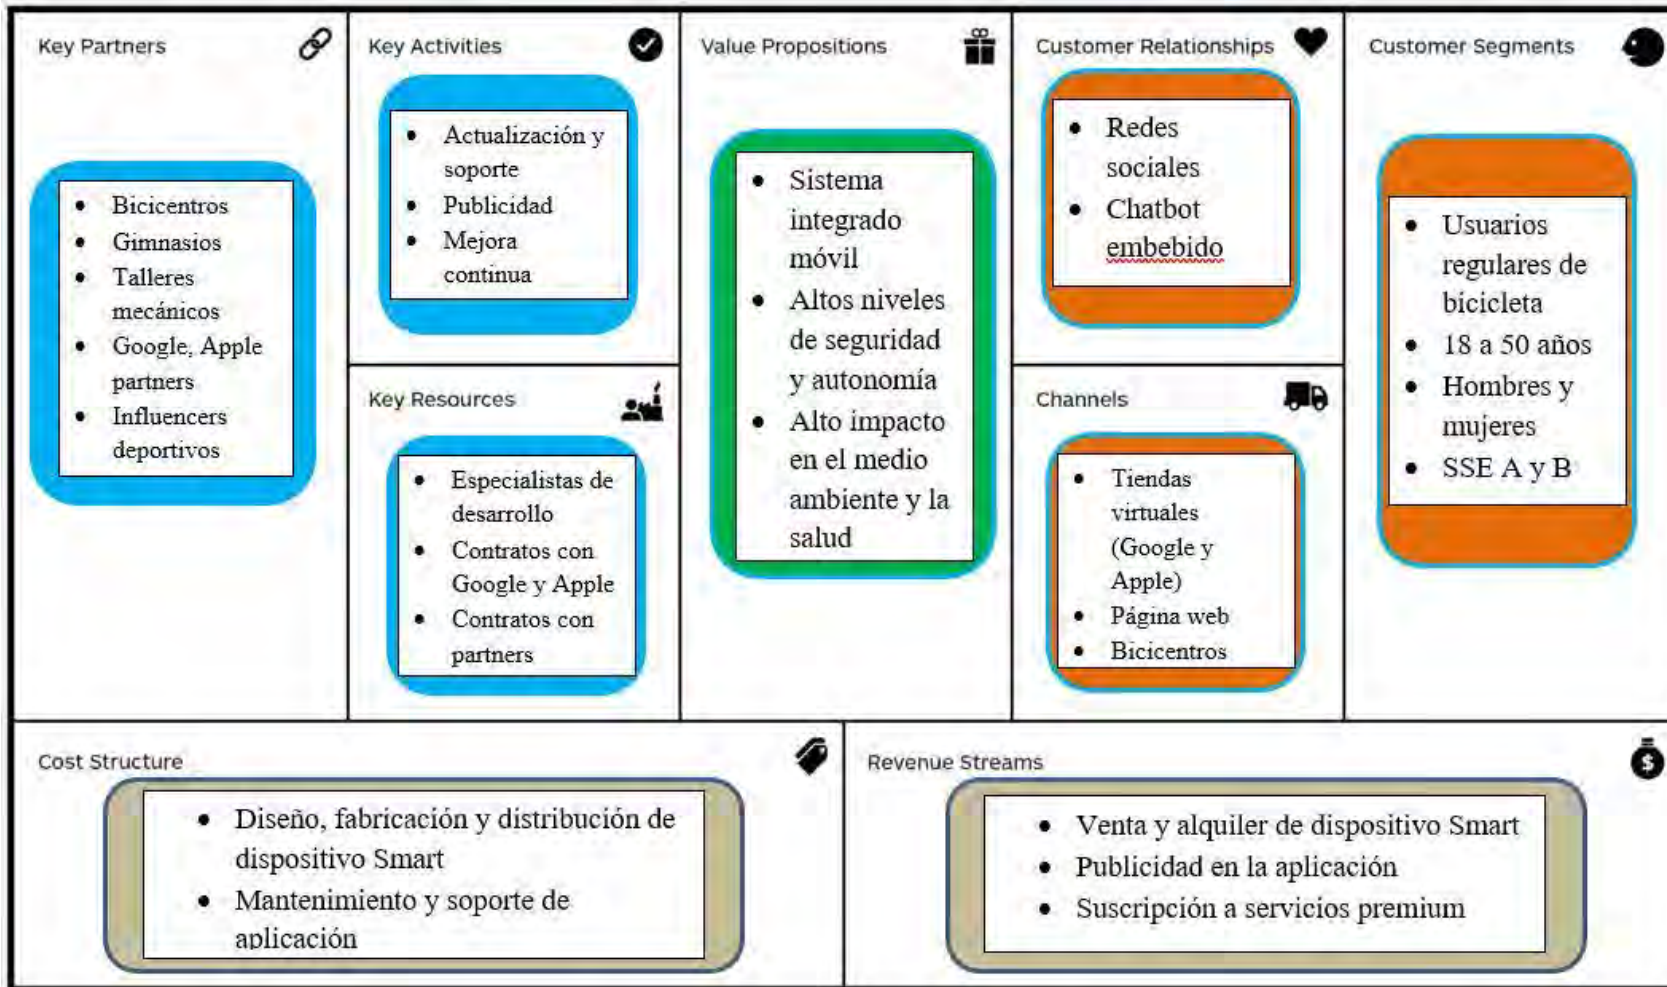 Key Partners
• Bicicentros
• Gimnasios
• Talleres
mecánicos
• Google, Apple
partners
• Influencers
deportivos
Key Activities
• Actualización y
soporte
• Publicidad
• Mejora
continua
Key Resources
• Especialistas de
desarrollo
• Contratos con
Google y Apple
• Contratos con
partners
Value Propositions
• Sistema
integrado
móvil
• Altos niveles
de seguridad
y autonomía
• Alto impacto
en el medio
ambiente y la
salud
Customer Relationships
• Redes
sociales
• Chatbot
embebido
Channels
• Tiendas
virtuales
(Google y
Apple)
• Página web
• Bicicentros
Customer Segments
• Usuarios
regulares de
bicicleta
• 18 a 50 años
• Hombres y
mujeres
• SSE A y B
Cost Structure
• Diseño, fabricación y distribución de
dispositivo Smart
• Mantenimiento y soporte de
aplicación
Revenue Streams
$
• Venta y alquiler de dispositivo Smart
• Publicidad en la aplicación
• Suscripción a servicios premium